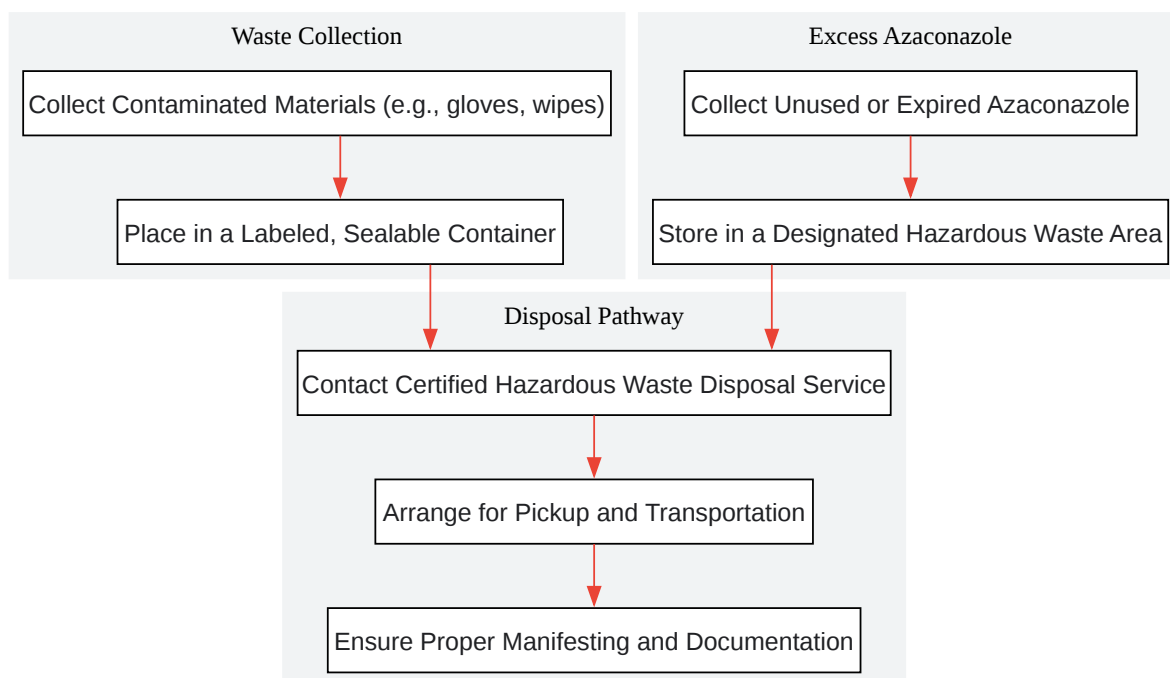 Waste Collection
Collect Contaminated Materials (e.g., gloves, wipes)
Place in a Labeled, Sealable Container
Excess Azaconazole
Collect Unused or Expired Azaconazole
Store in a Designated Hazardous Waste Area
Disposal Pathway
Contact Certified Hazardous Waste Disposal Service
Arrange for Pickup and Transportation
Ensure Proper Manifesting and Documentation